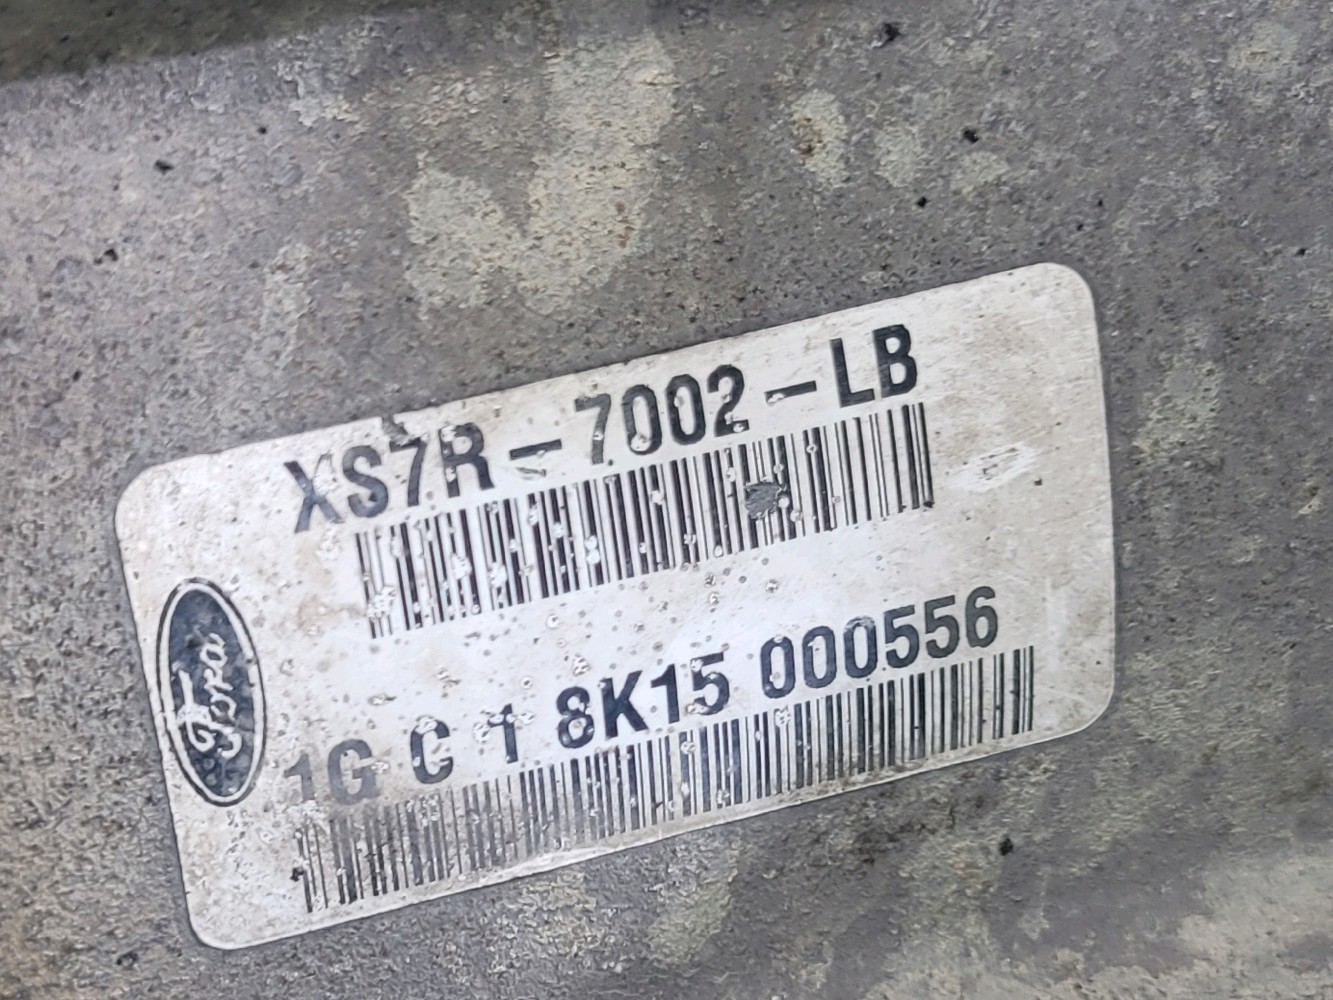 XS7R-7002-LB
Ford
1G C 1 8K15 000556